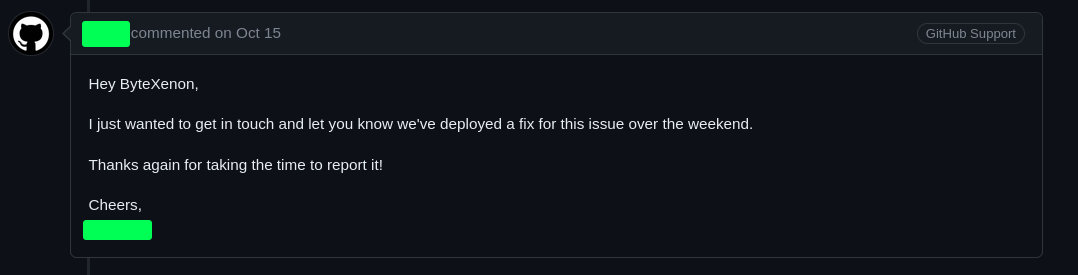 commented on Oct 15
GitHub Support
Hey ByteXenon,
I just wanted to get in touch and let you know we've deployed a fix for this issue over the weekend.
Thanks again for taking the time to report it!
Cheers,